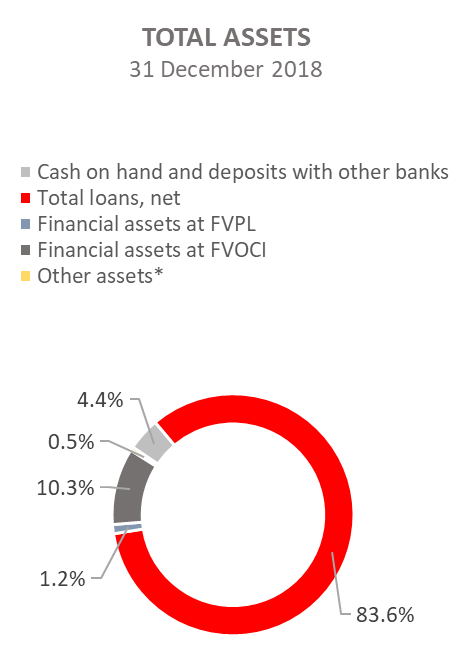 TOTAL ASSETS
31 December 2018
Cash on hand and deposits with other banks
Total loans, net
Financial assets at FVPL
Financial assets at FVOCI
Other assets*
4.4%
0.5%
10.3%
1.2%
83.6%